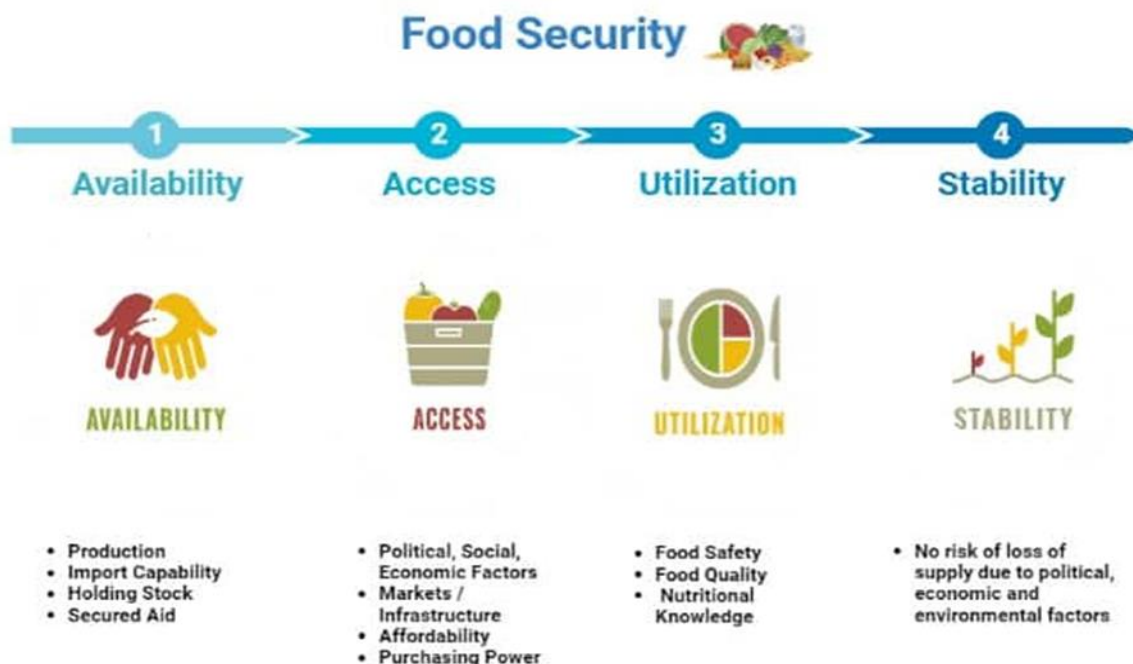 Food Security
1
2
3
4
Availability
Access
Utilization
Stability
AVAILABILITY
ACCESS
UTILIZATION
STABILITY
• Production
• Import Capability
• Holding Stock
• Secured Aid
• Political, Social,
Economic Factors
• Markets /
Infrastructure
• Affordability
• Purchasing Power
• Food Safety
• Food Quality
• Nutritional
Knowledge
• No risk of loss of
supply due to political,
economic and
environmental factors